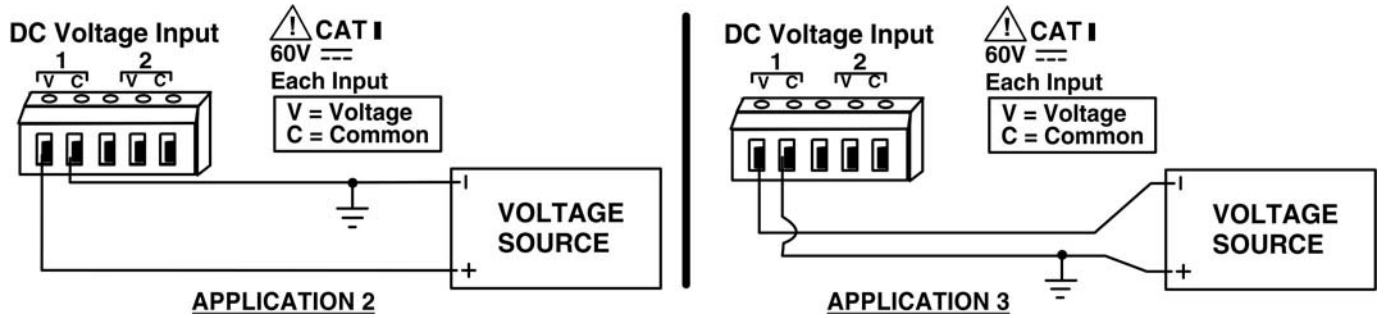 DC Voltage Input
1 2
V C V C
⚠ CAT I
60V ⎓
Each Input
V = Voltage
C = Common
−
VOLTAGE
SOURCE
+
APPLICATION 2
DC Voltage Input
1 2
V C V C
⚠ CAT I
60V ⎓
Each Input
V = Voltage
C = Common
−
VOLTAGE
SOURCE
+
APPLICATION 3